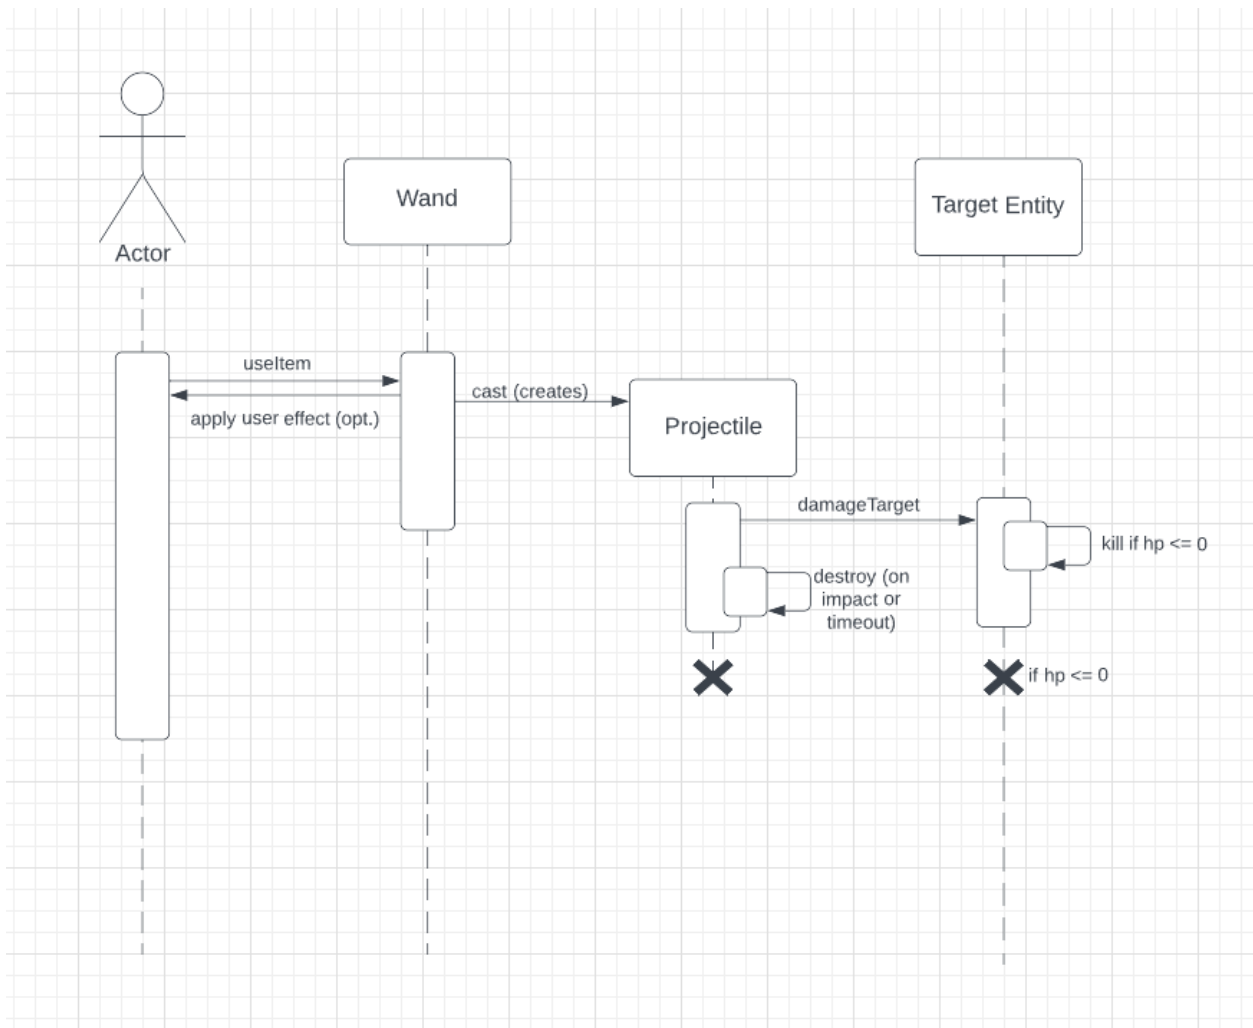 Actor
Wand
Target Entity
useItem
apply user effect (opt.)
cast (creates)
Projectile
damageTarget
kill if hp <= 0
destroy (on
impact or
timeout)
if hp <= 0